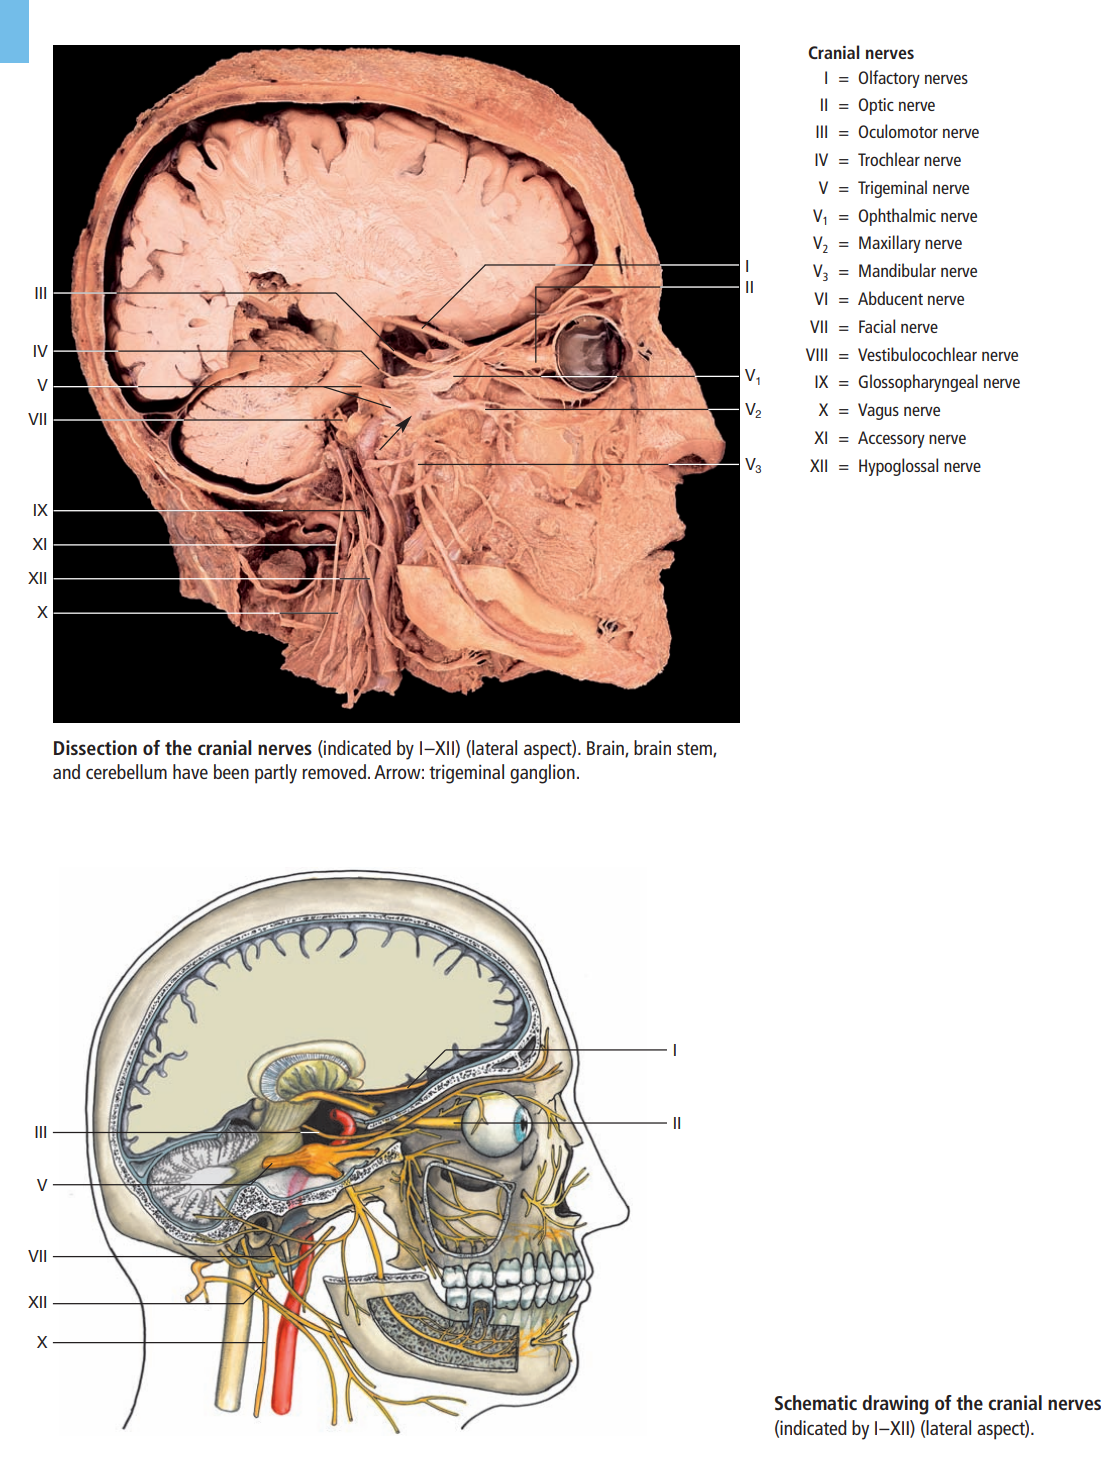 Cranial nerves
I = Olfactory nerves
II = Optic nerve
III = Oculomotor nerve
IV = Trochlear nerve
V = Trigeminal nerve
V₁ = Ophthalmic nerve
V₂ = Maxillary nerve
V₃ = Mandibular nerve
VI = Abducent nerve
VII = Facial nerve
VIII = Vestibulocochlear nerve
IX = Glossopharyngeal nerve
X = Vagus nerve
XI = Accessory nerve
XII = Hypoglossal nerve
I
II
III
IV
V
VII
V₁
V₂
V₃
IX
XI
XII
X
Dissection of the cranial nerves (indicated by I–XII) (lateral aspect). Brain, brain stem,
and cerebellum have been partly removed. Arrow: trigeminal ganglion.
I
II
III
V
VII
XII
X
Schematic drawing of the cranial nerves
(indicated by I–XII) (lateral aspect).